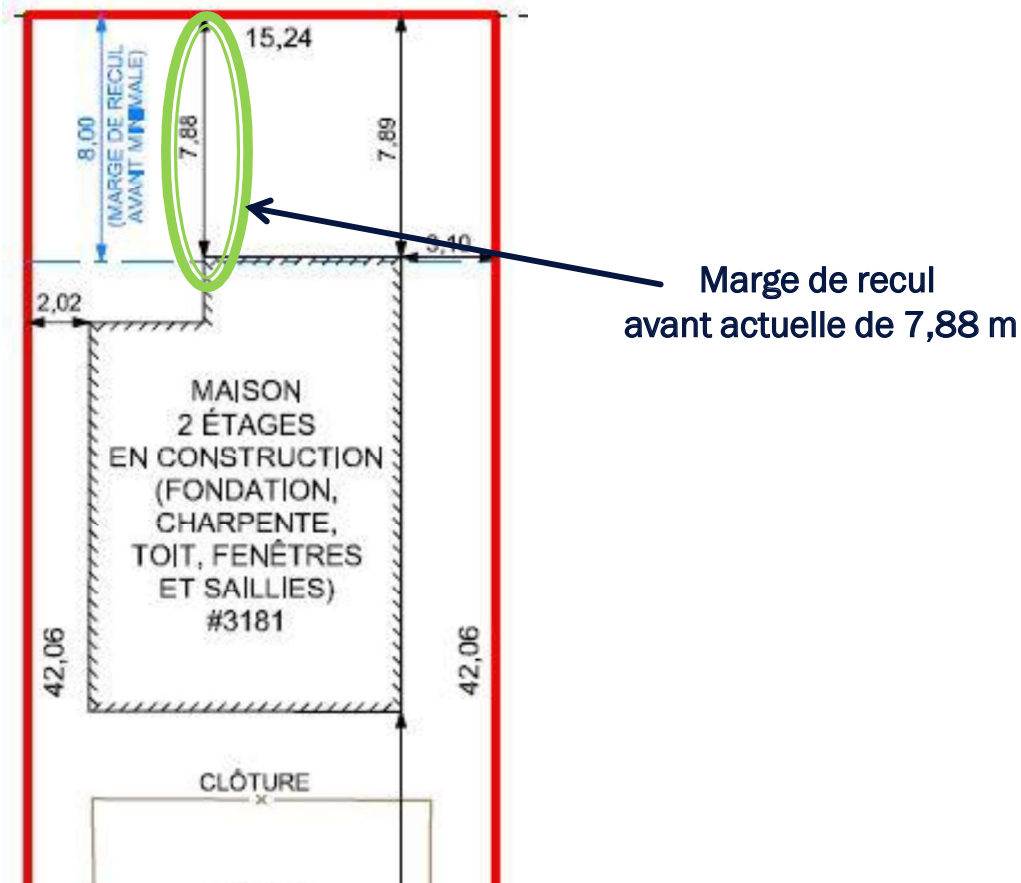 15,24
8,00
(MARGE DE RECUL
AVANT MINIMALE)
7,88
7,89
3,10
2,02
Marge de recul
avant actuelle de 7,88 m
MAISON
2 ÉTAGES
EN CONSTRUCTION
(FONDATION,
CHARPENTE,
TOIT, FENÊTRES
ET SAILLIES)
#3181
42,06
42,06
CLÔTURE